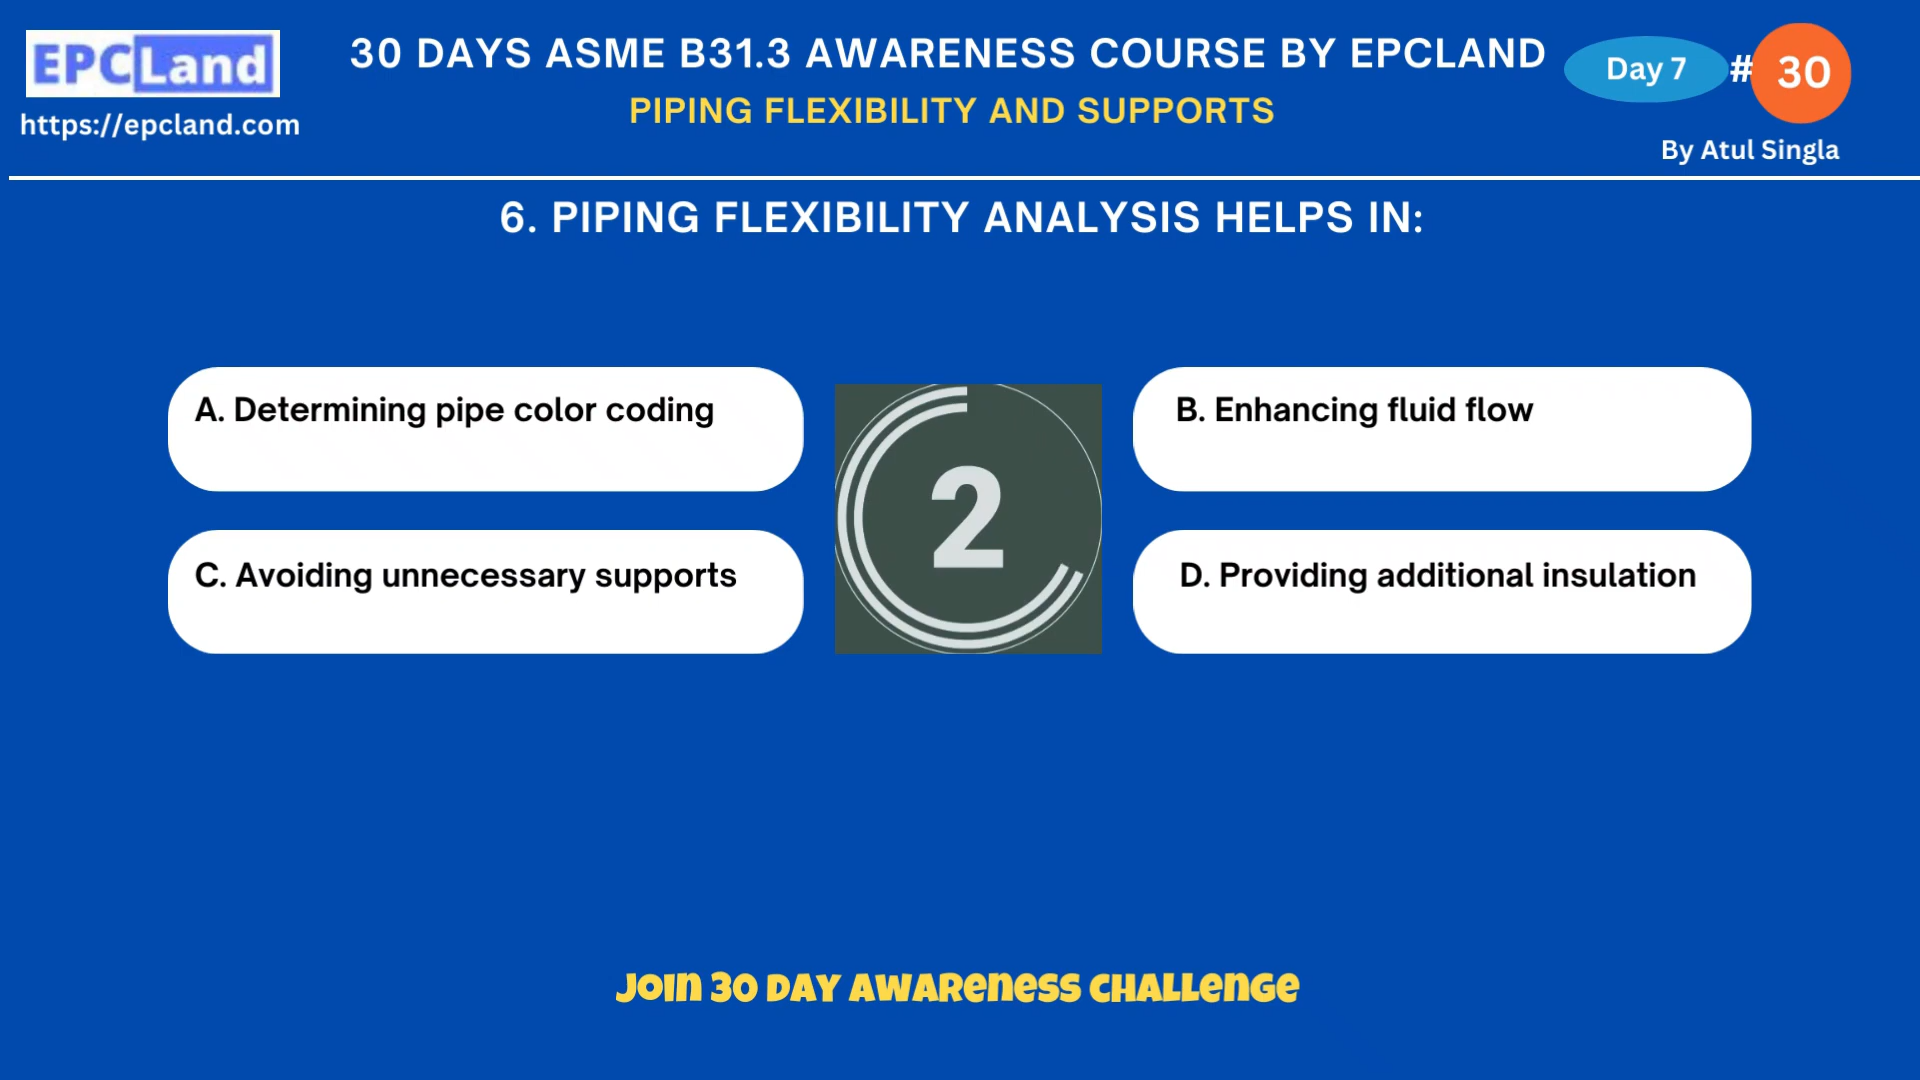 EPCLand
https://epcland.com
30 DAYS ASME B31.3 AWARENESS COURSE BY EPCLAND
PIPING FLEXIBILITY AND SUPPORTS
Day 7 # 30
By Atul Singla
6. PIPING FLEXIBILITY ANALYSIS HELPS IN:
A. Determining pipe color coding
B. Enhancing fluid flow
2
C. Avoiding unnecessary supports
D. Providing additional insulation
Join 30 Day Awareness Challenge